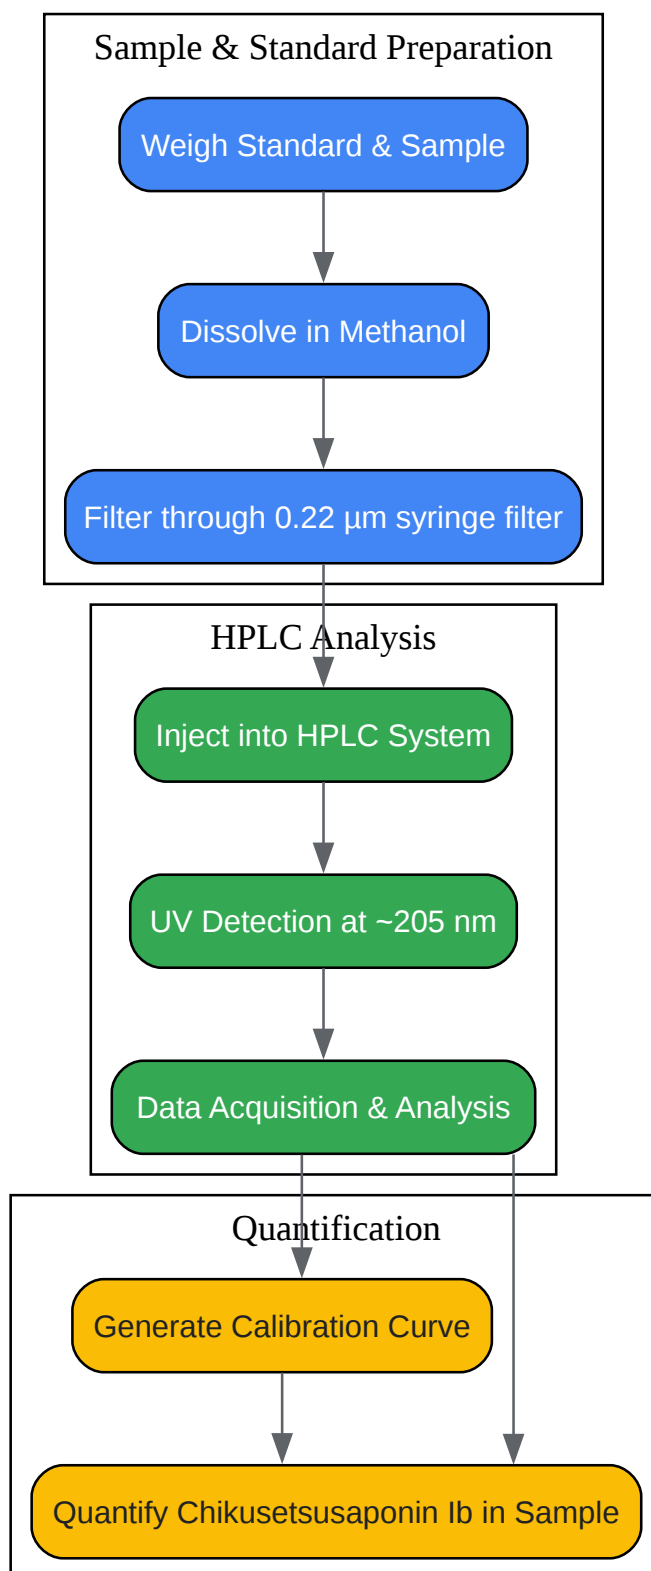 Sample & Standard Preparation
Weigh Standard & Sample
Dissolve in Methanol
Filter through 0.22 µm syringe filter
HPLC Analysis
Inject into HPLC System
UV Detection at ~205 nm
Data Acquisition & Analysis
Quantification
Generate Calibration Curve
Quantify Chikusetsusaponin Ib in Sample